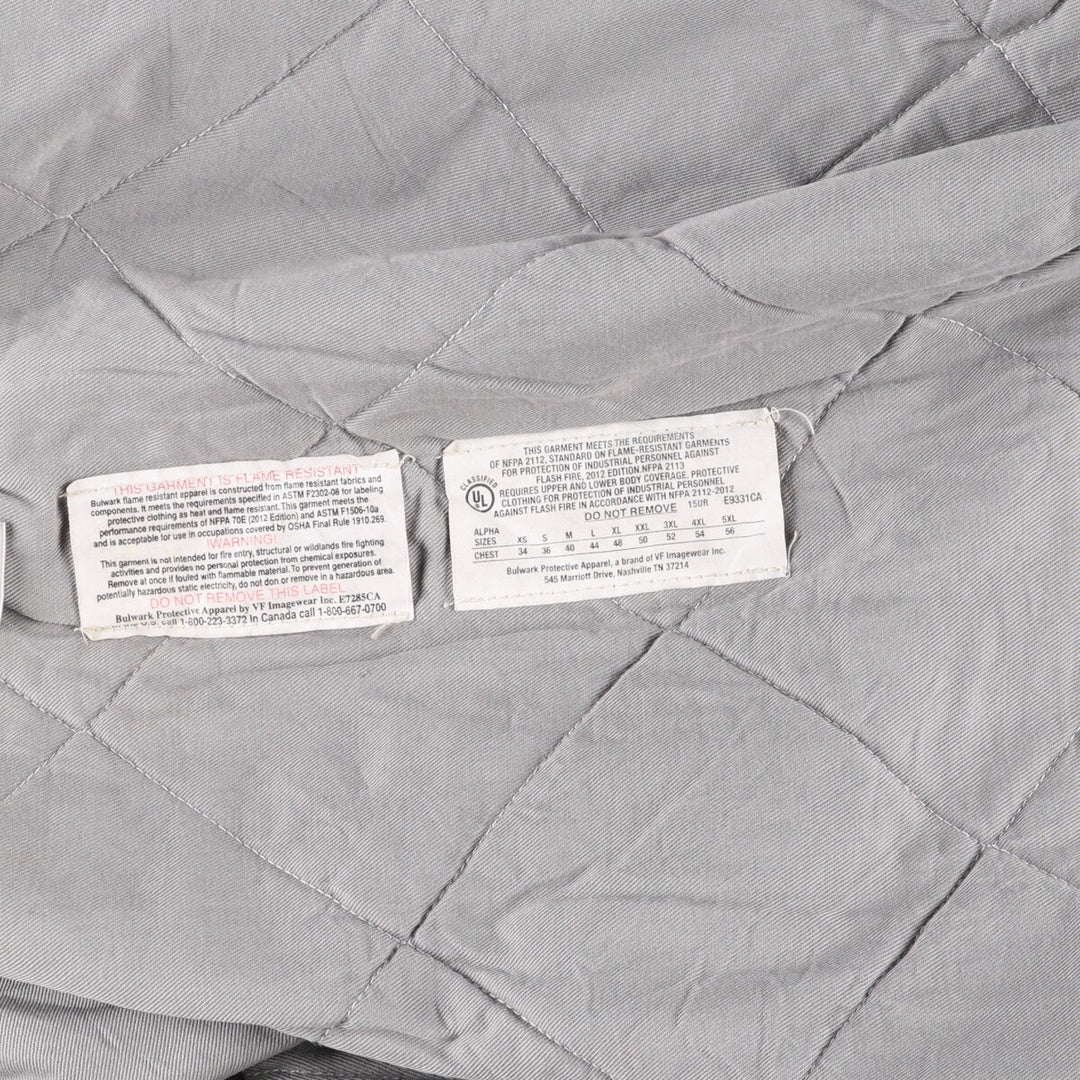 THIS GARMENT IS FLAME RESISTANT
Bulwark flame resistant apparel is constructed from flame resistant fabrics and
components. It meets the requirements specified in ASTM F2302-08 for labeling
protective clothing as heat and flame resistant. This garment meets the
performance requirements of NFPA 70E (2012 Edition) and ASTM F1506-10a
and is acceptable for use in occupations covered by OSHA Final Rule 1910.269.
WARNING!
This garment is not intended for fire entry, structural or wildlands fire fighting
activities and provides no personal protection from chemical exposures.
Remove at once if fouled with flammable material. To prevent generation of
potentially hazardous static electricity, do not don or remove in a hazardous area.
DO NOT REMOVE THIS LABEL
Bulwark Protective Apparel by VF Imagewear Inc. E7285CA
In the U.S. call 1-800-223-3372 In Canada call 1-800-667-0700
THIS GARMENT MEETS THE REQUIREMENTS
OF NFPA 2112, STANDARD ON FLAME-RESISTANT GARMENTS
FOR PROTECTION OF INDUSTRIAL PERSONNEL AGAINST
FLASH FIRE, 2012 EDITION.NFPA 2113
REQUIRES UPPER AND LOWER BODY COVERAGE. PROTECTIVE
CLOTHING FOR PROTECTION OF INDUSTRIAL PERSONNEL
AGAINST FLASH FIRE IN ACCORDANCE WITH NFPA 2112-2012
CLASSIFIED
UL
DO NOT REMOVE 15UR E9331CA
ALPHA
SIZES XS S M L XL XXL 3XL 4XL 5XL
CHEST 34 36 40 44 48 50 52 54 56
Bulwark Protective Apparel, a brand of VF Imagewear Inc.
545 Marriott Drive, Nashville TN 37214